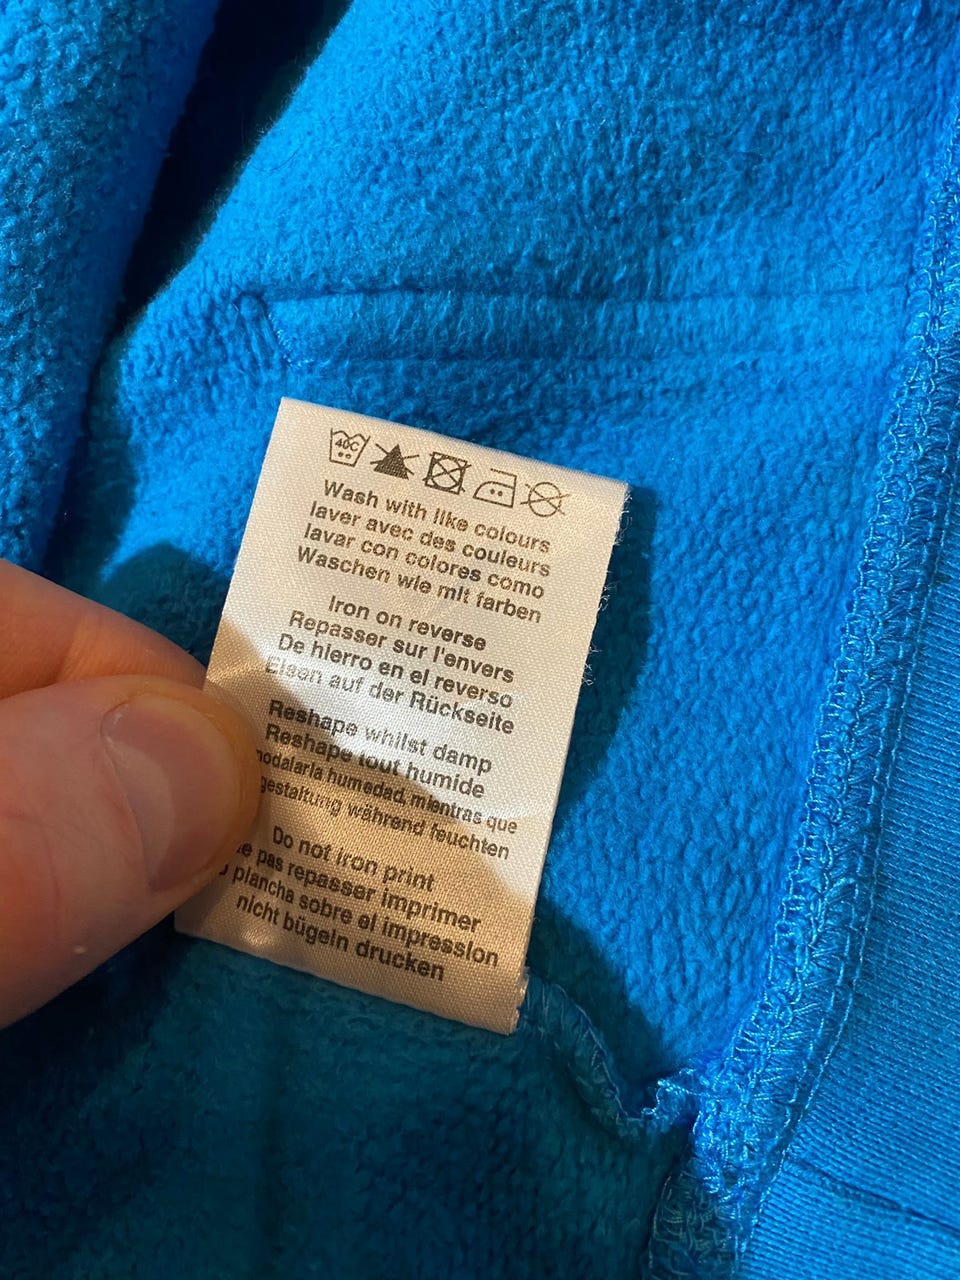 40C
Wash with like colours
laver avec des couleurs
lavar con colores como
Waschen wie mit farben
Iron on reverse
Repasser sur l'envers
De hierro en el reverso
Eisen auf der Rückseite
Reshape whilst damp
Reshape tout humide
humedad, mientras que
während feuchten
Do not iron print
pas repasser imprimer
plancha sobre el impression
nicht bügeln drucken